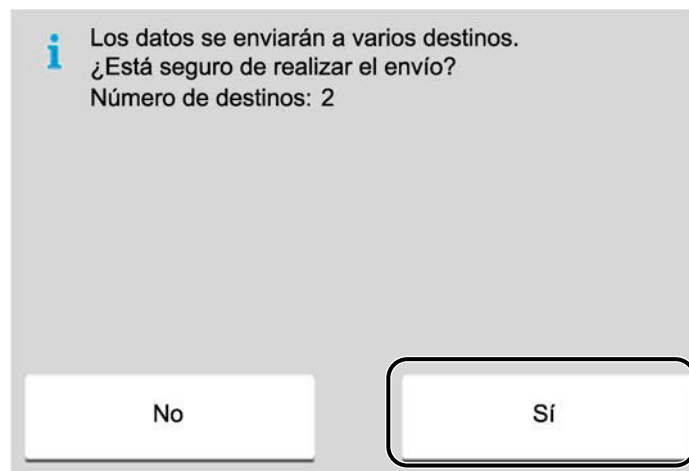 Los datos se enviarán a varios destinos.
¿Está seguro de realizar el envío?
Número de destinos: 2
No
Sí